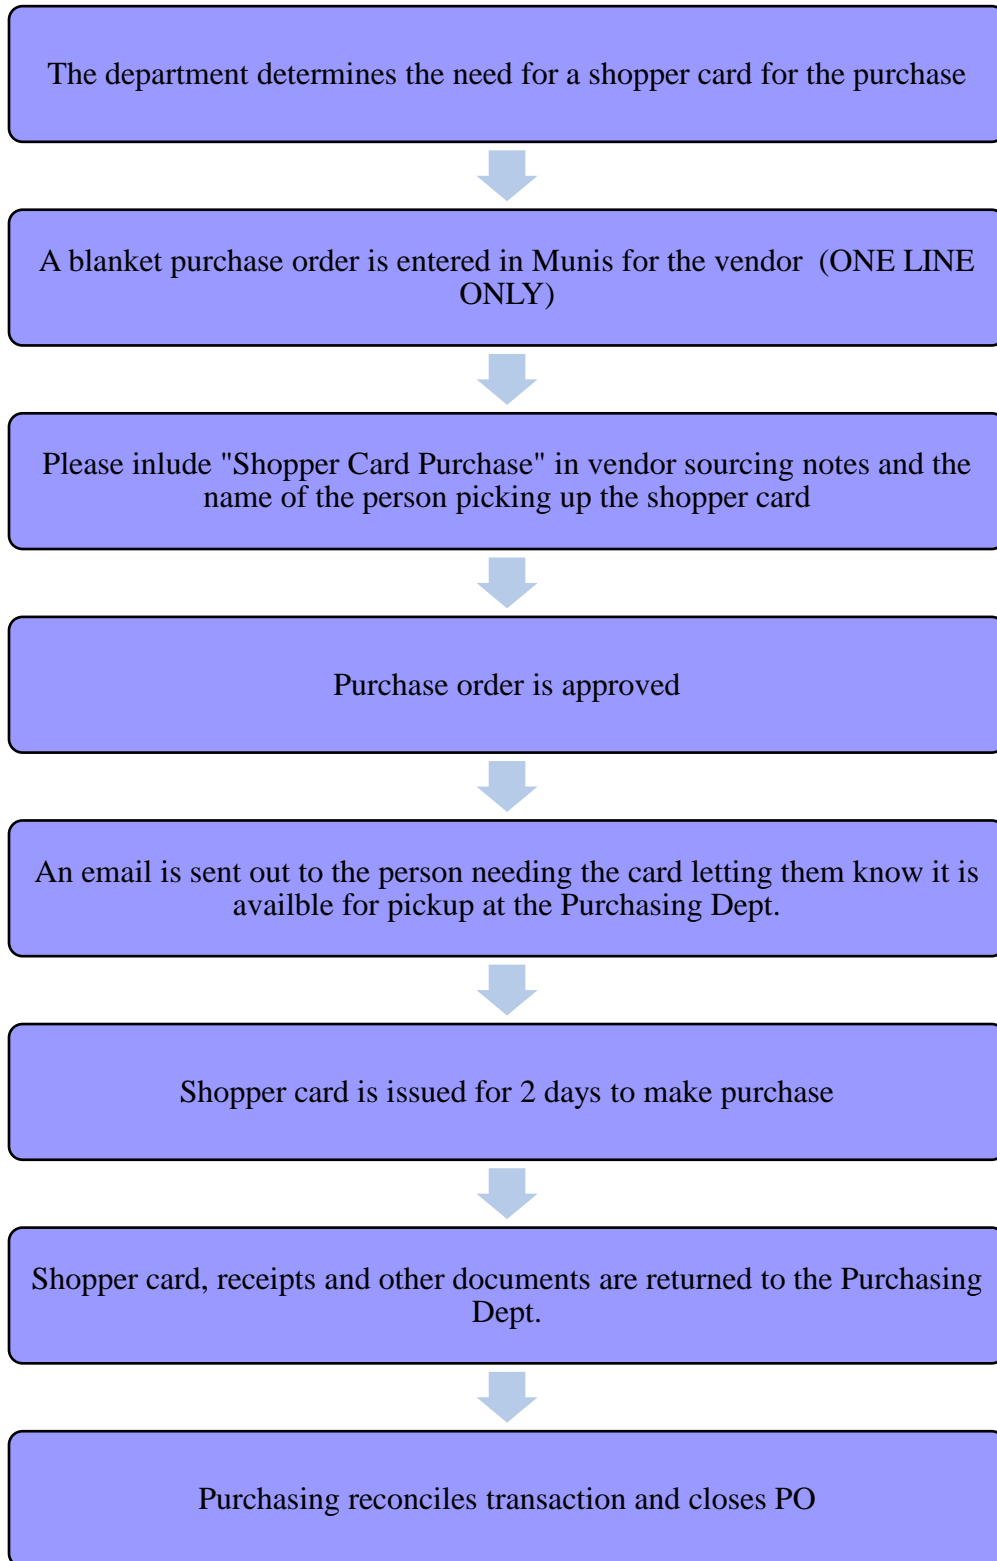 The department determines the need for a shopper card for the purchase
A blanket purchase order is entered in Munis for the vendor  (ONE LINE
ONLY)
Please inlude "Shopper Card Purchase" in vendor sourcing notes and the
name of the person picking up the shopper card
Purchase order is approved
An email is sent out to the person needing the card letting them know it is
availble for pickup at the Purchasing Dept.
Shopper card is issued for 2 days to make purchase
Shopper card, receipts and other documents are returned to the Purchasing
Dept.
Purchasing reconciles transaction and closes PO